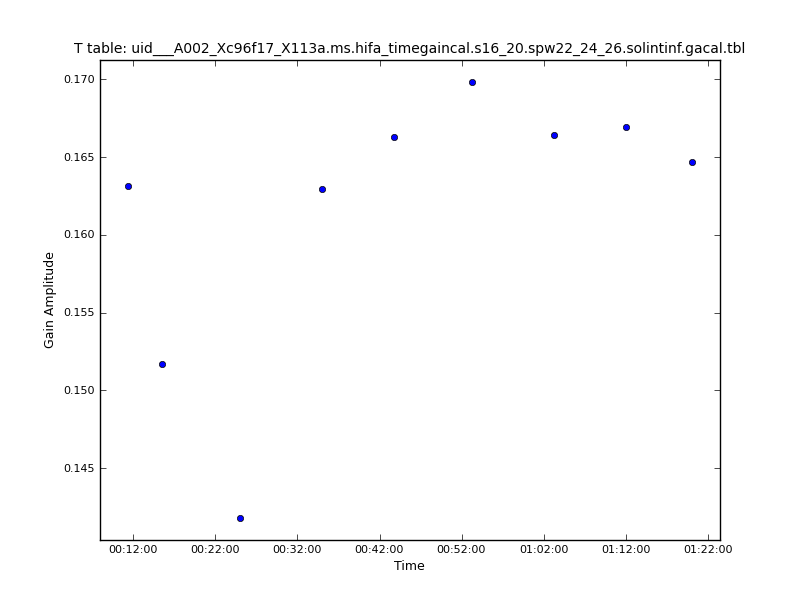 T table: uid___A002_Xc96f17_X113a.ms.hifa_timegaincal.s16_20.spw22_24_26.solintinf.gacal.tbl
0.170
0.165
0.160
0.155
0.150
0.145
Gain Amplitude
00:12:00 00:22:00 00:32:00 00:42:00 00:52:00 01:02:00 01:12:00 01:22:00
Time